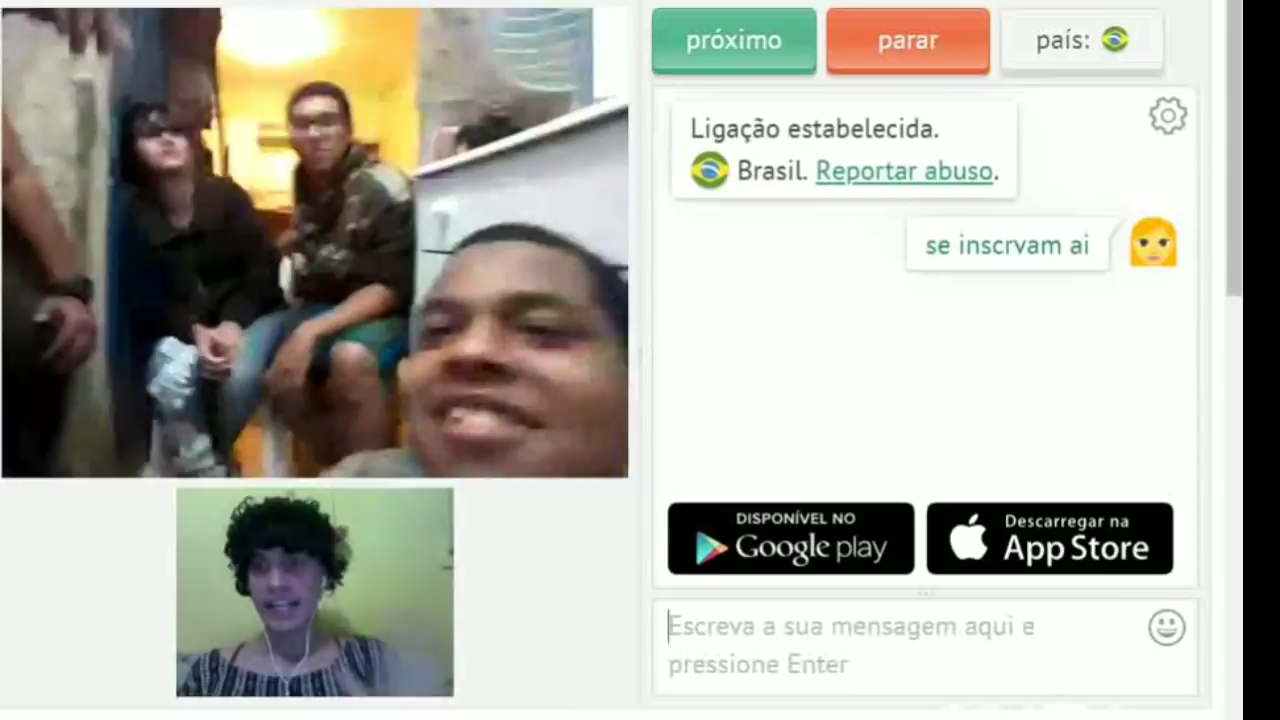 próximo
parar
país:
Ligação estabelecida.
Brasil. Reportar abuso.
se inscrvam ai
DISPONÍVEL NO
Google play
Descarregar na
App Store
Escreva a sua mensagem aqui e
pressione Enter